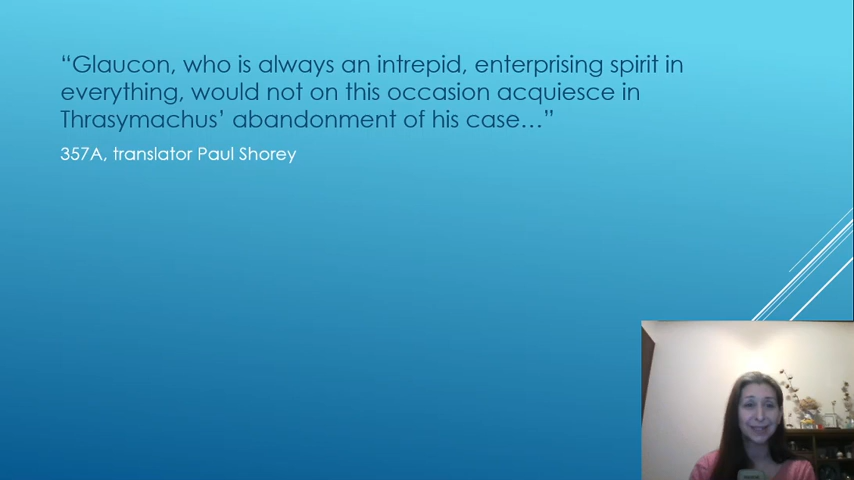 “Glaucon, who is always an intrepid, enterprising spirit in
everything, would not on this occasion acquiesce in
Thrasymachus’ abandonment of his case…”
357A, translator Paul Shorey